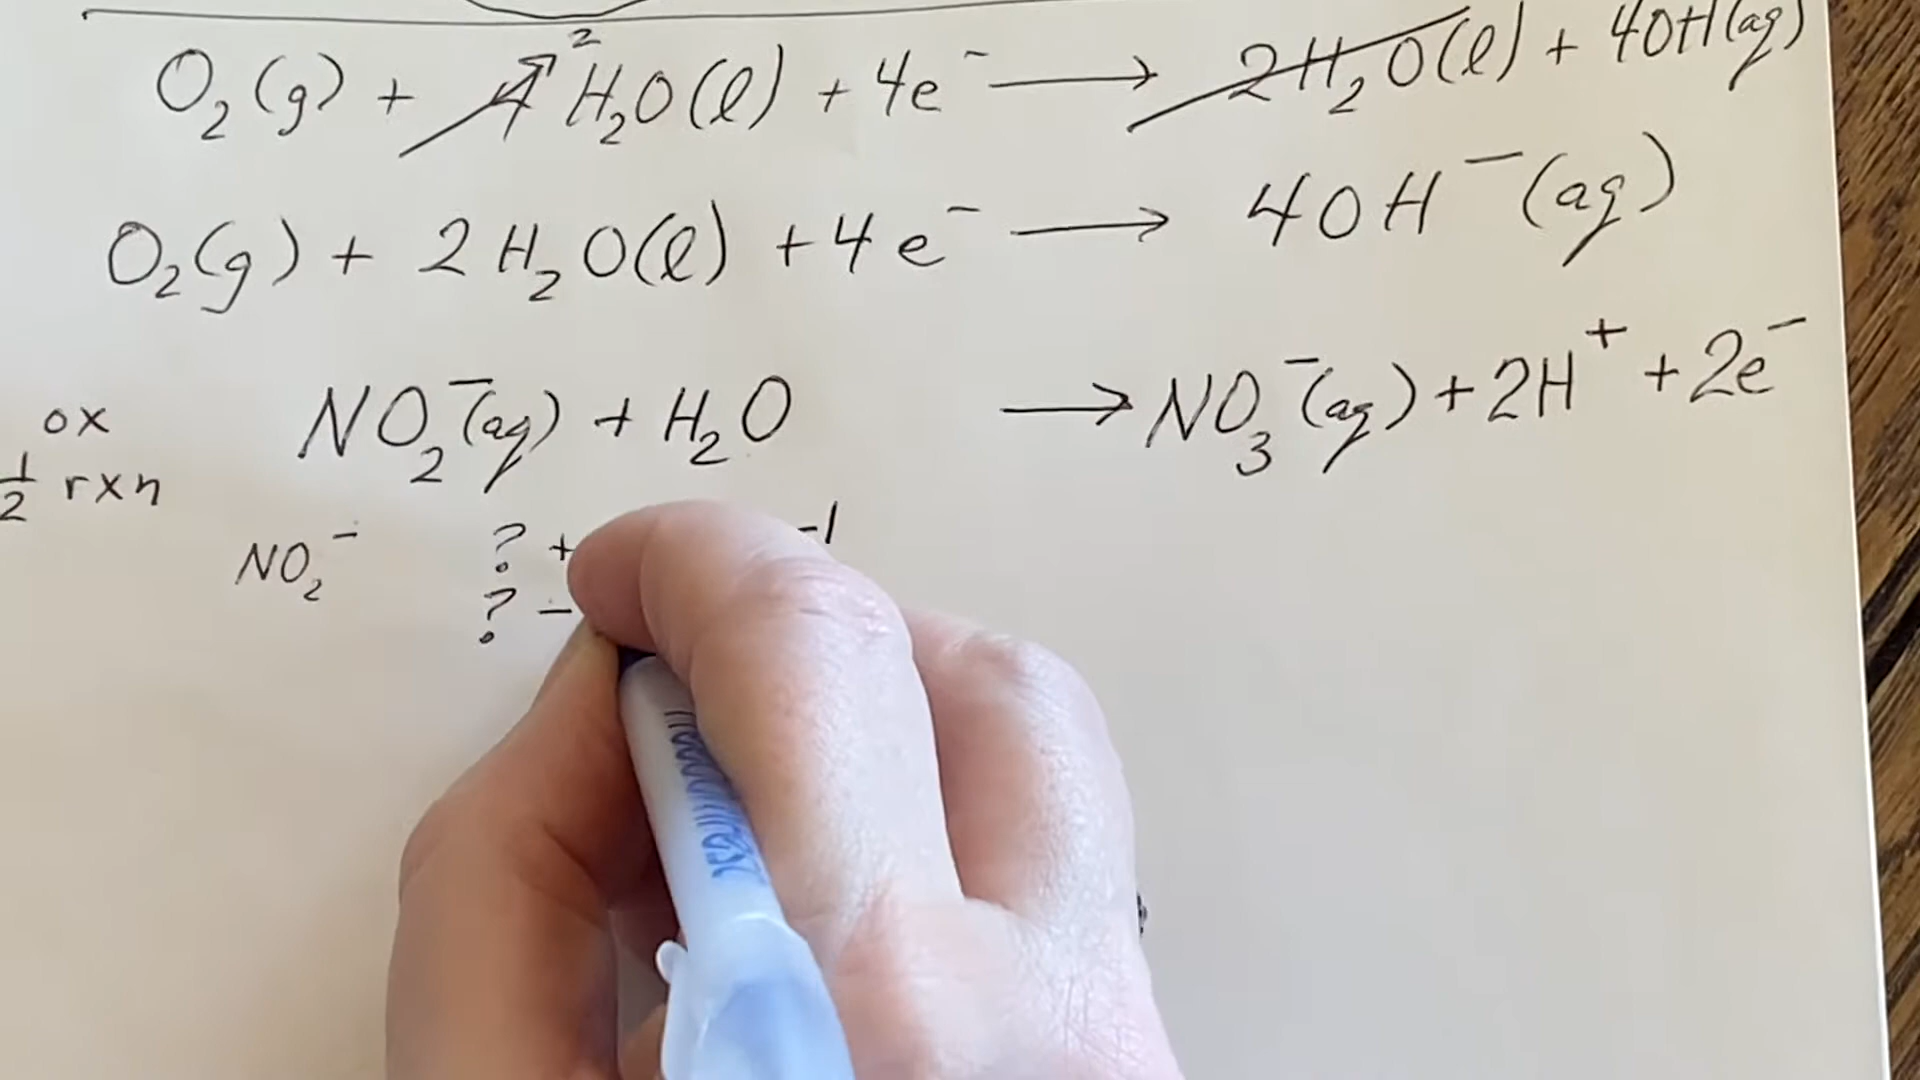 O₂(g) + 4 2 H₂O(l) + 4e⁻ ⟶ 2H₂O(l) + 4OH(aq)
O₂(g) + 2H₂O(l) + 4e⁻ ⟶ 4OH⁻(aq)
ox NO₂⁻(aq) + H₂O ⟶ NO₃⁻(aq) + 2H⁺ + 2e⁻
1/2 rxn
NO₂⁻ ? + -1
? -